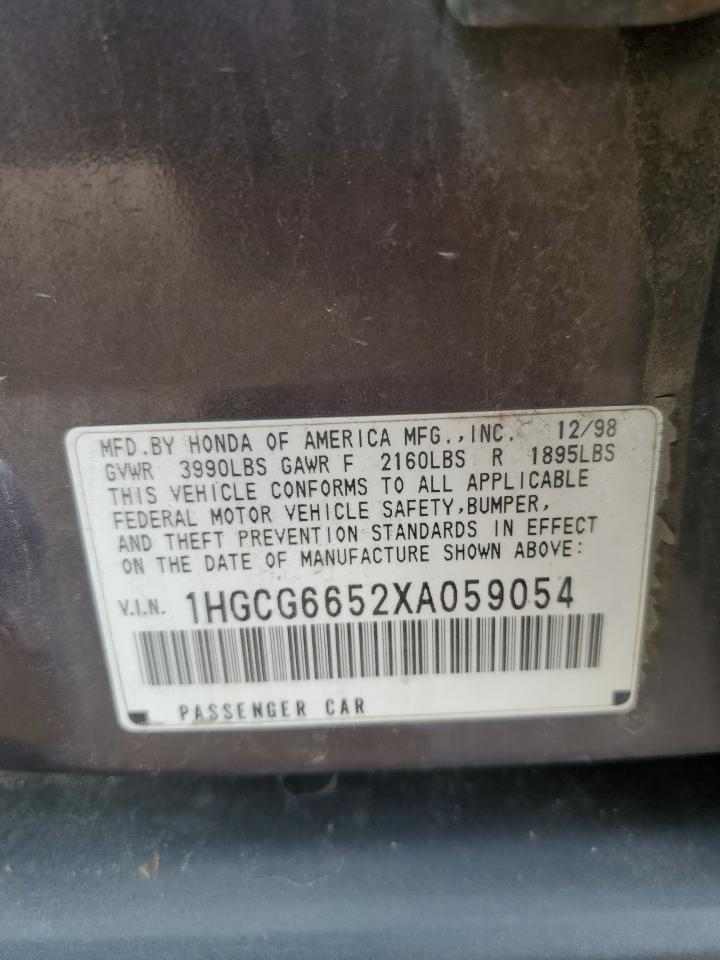 MFD.BY HONDA OF AMERICA MFG.,INC. 12/98
GVWR 3990LBS GAWR F 2160LBS R 1895LBS
THIS VEHICLE CONFORMS TO ALL APPLICABLE
FEDERAL MOTOR VEHICLE SAFETY,BUMPER,
AND THEFT PREVENTION STANDARDS IN EFFECT
ON THE DATE OF MANUFACTURE SHOWN ABOVE:
V.I.N. 1HGCG6652XA059054
PASSENGER CAR